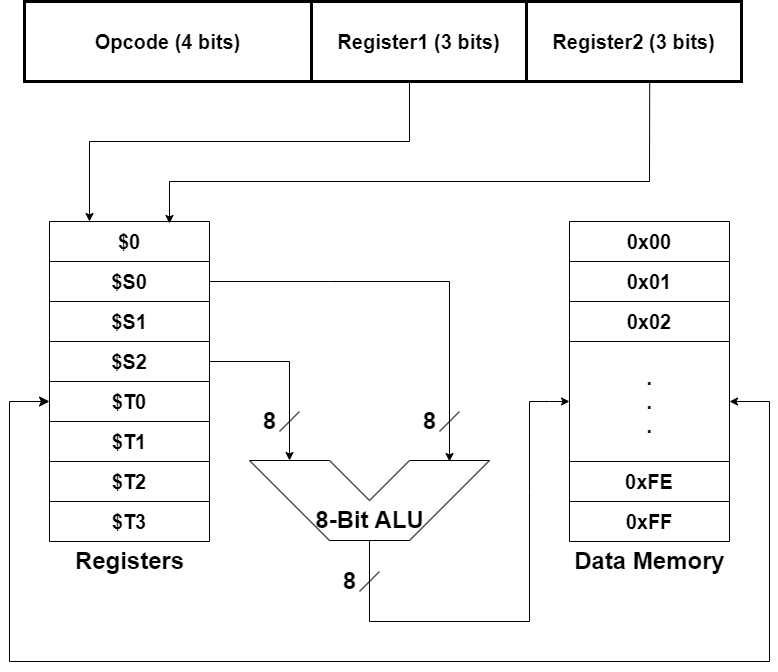 Opcode (4 bits)
Register1 (3 bits)
Register2 (3 bits)
$0
$S0
$S1
$S2
$T0
$T1
$T2
$T3
Registers
8
8
8-Bit ALU
8
0x00
0x01
0x02
.
.
.
0xFE
0xFF
Data Memory